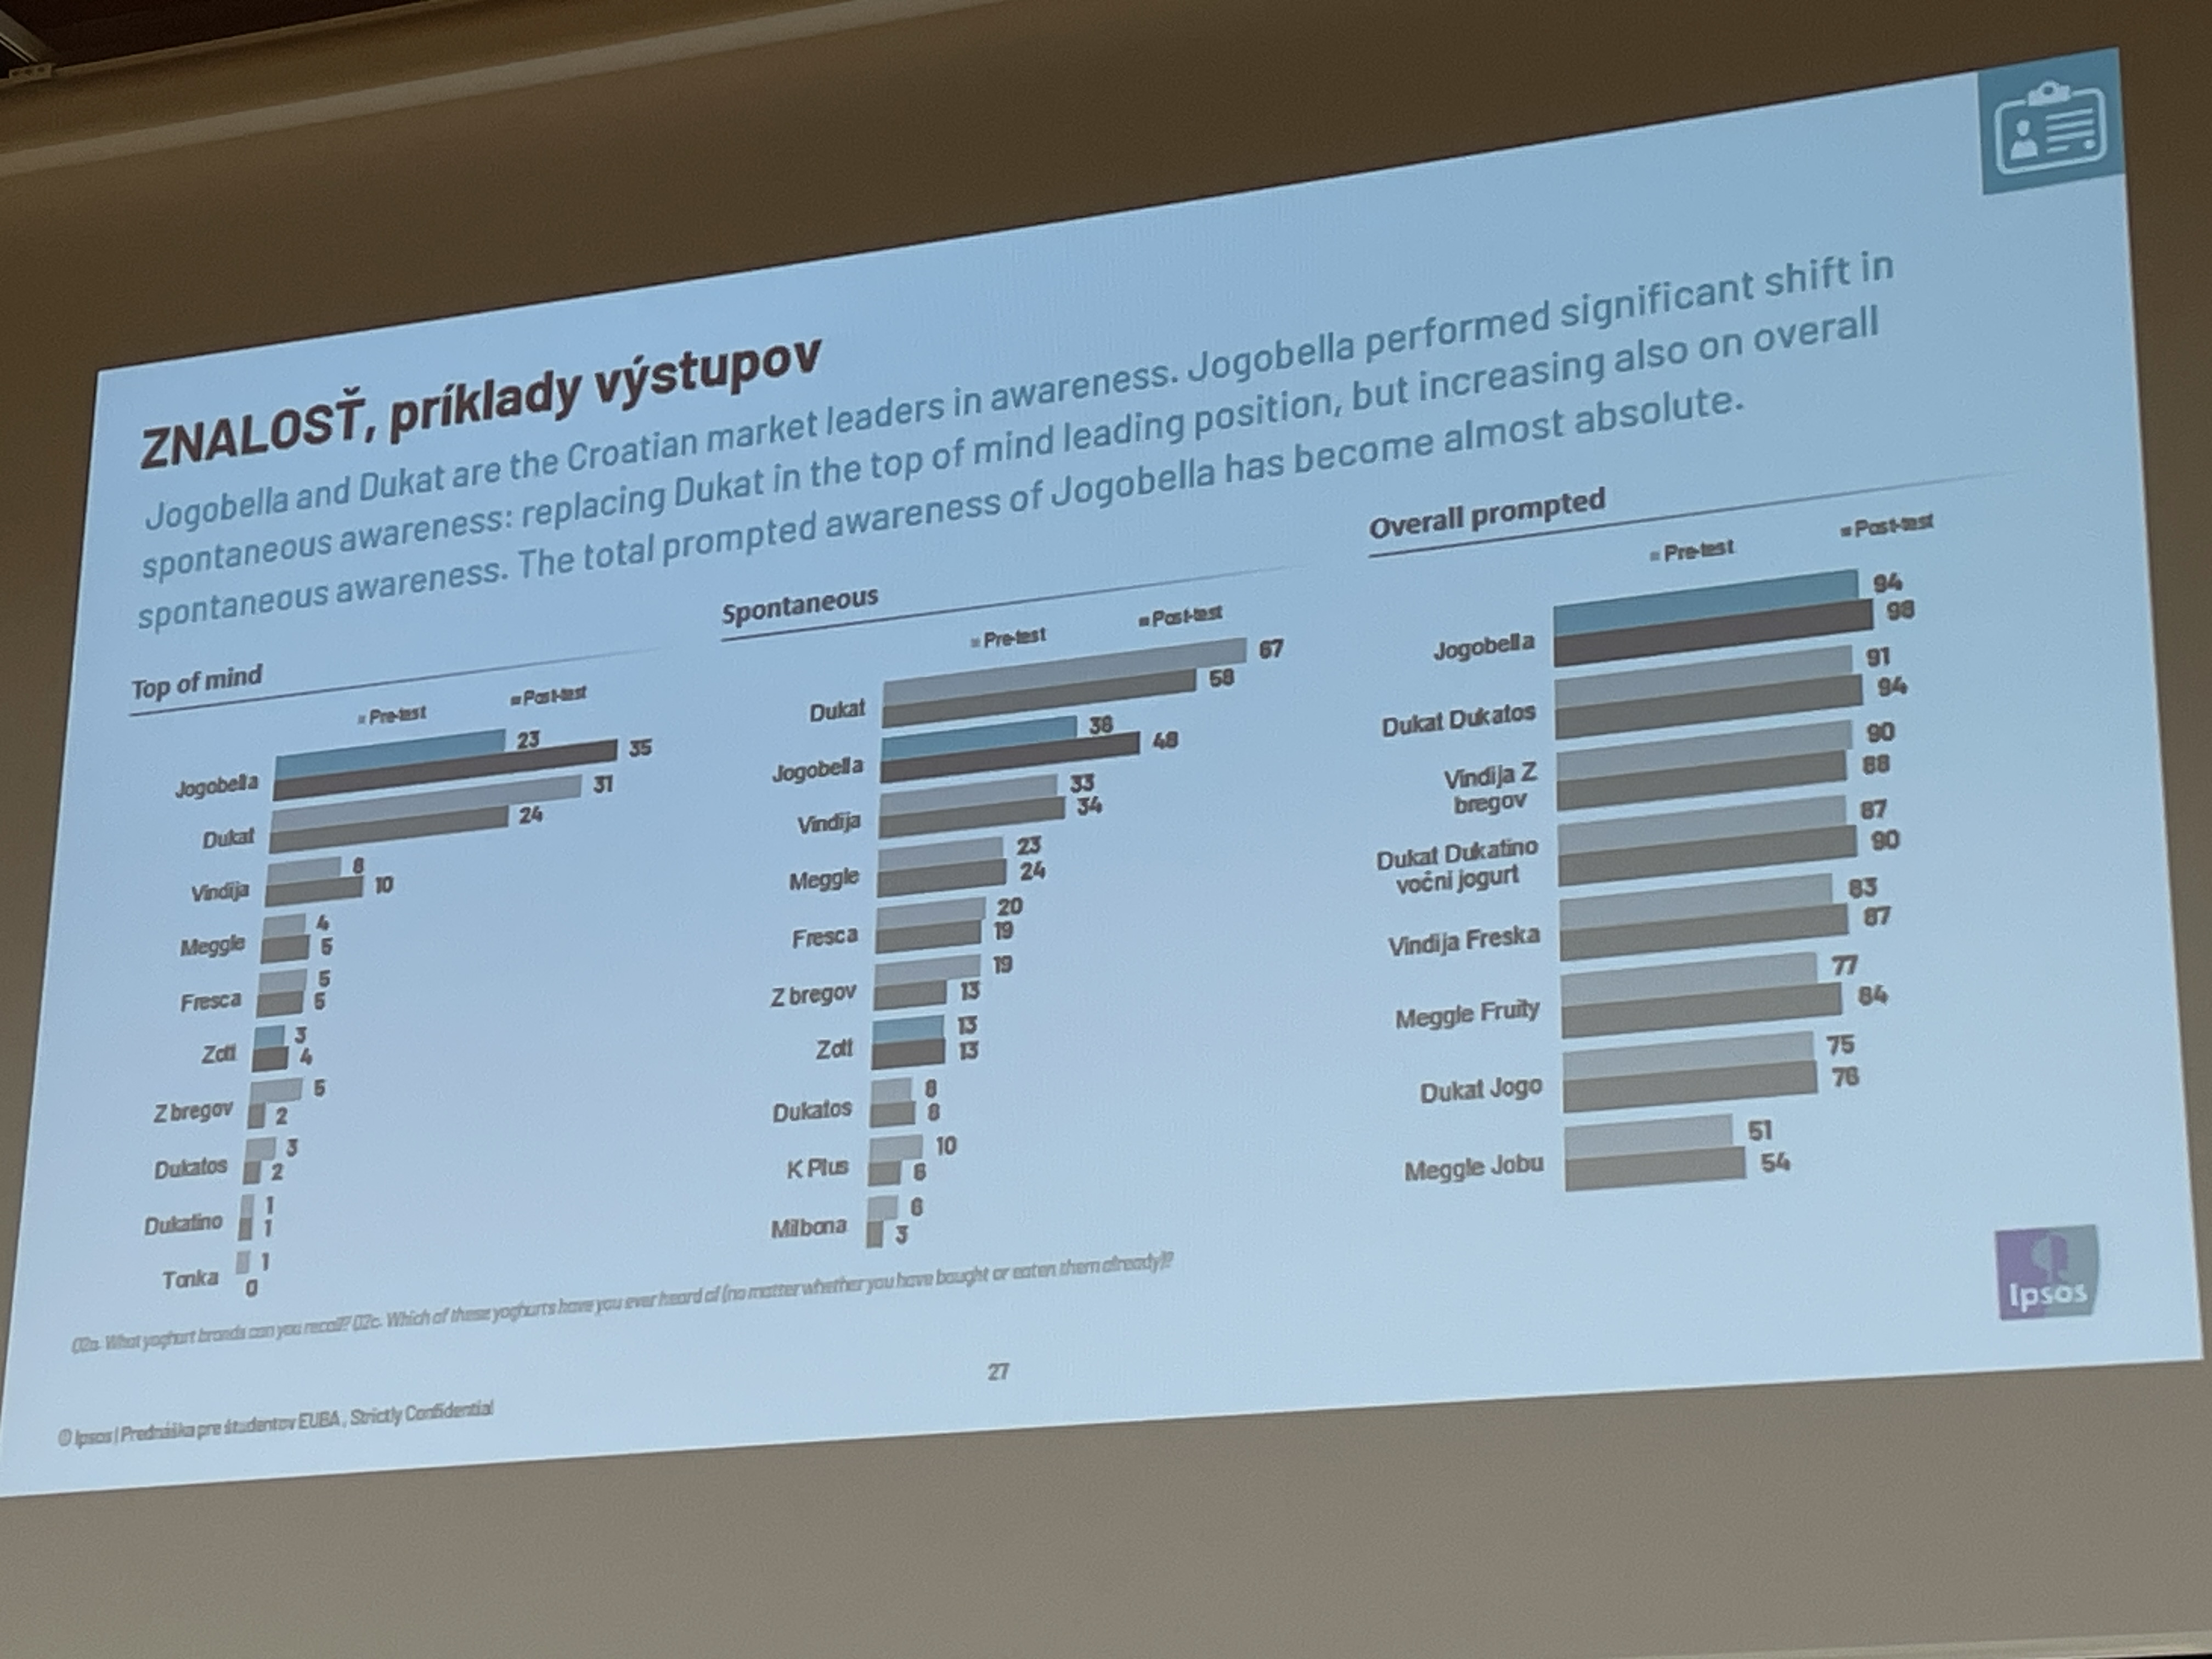 ZNALOSŤ, príklady výstupov
Jogobella and Dukat are the Croatian market leaders in awareness. Jogobella performed significant shift in
spontaneous awareness: replacing Dukat in the top of mind leading position, but increasing also on overall
spontaneous awareness. The total prompted awareness of Jogobella has become almost absolute.
Top of mind
Pre-test Post-test
Jogobella 23 35
Dukat 31 24
Vindija 8 10
Meggle 4 5
Fresca 5 5
Zott 3 4
Z bregov 5 2
Dukatos 3 2
Dukatino 1 1
Tonka 1 0
Spontaneous
Pre-test Post-test
Dukat 67 58
Jogobella 36 48
Vindija 33 34
Meggle 23 24
Fresca 20 19
Z bregov 19 13
Zott 13 13
Dukatos 8 8
K Plus 10 6
Milbona 6 3
Overall prompted
Pre-test Post-test
Jogobella 94 98
Dukat Dukatos 91 94
Vindija Z
bregov 90 88
Dukat Dukatino
voćni jogurt 87 90
Vindija Freska 83 87
Meggle Fruity 77 84
Dukat Jogo 75 76
Meggle Jobu 51 54
Q2a. What yoghurt brands can you recall? Q2c. Which of these yoghurts have you ever heard of (no matter whether you have bought or eaten them already)?
27
© Ipsos | Prednáška pre študentov EUBA , Strictly Confidential
Ipsos